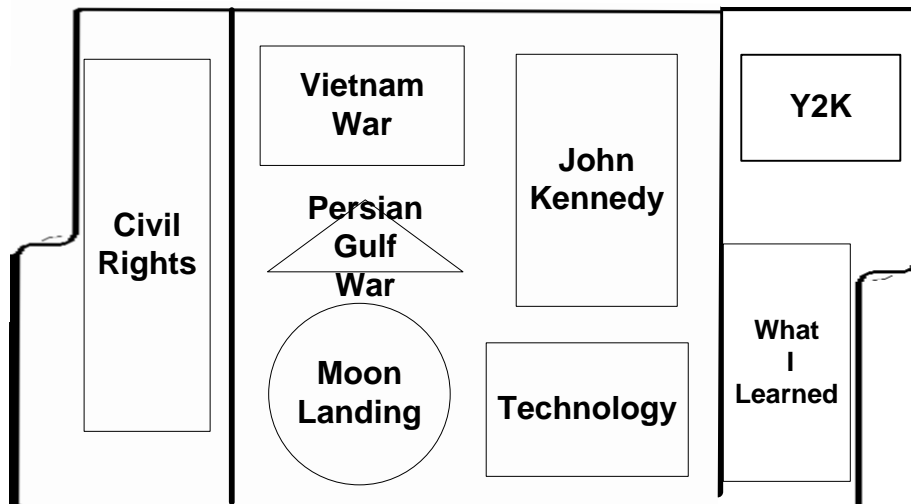 Civil
Rights
Vietnam
War
Persian
Gulf
War
Moon
Landing
John
Kennedy
Technology
Y2K
What
I
Learned